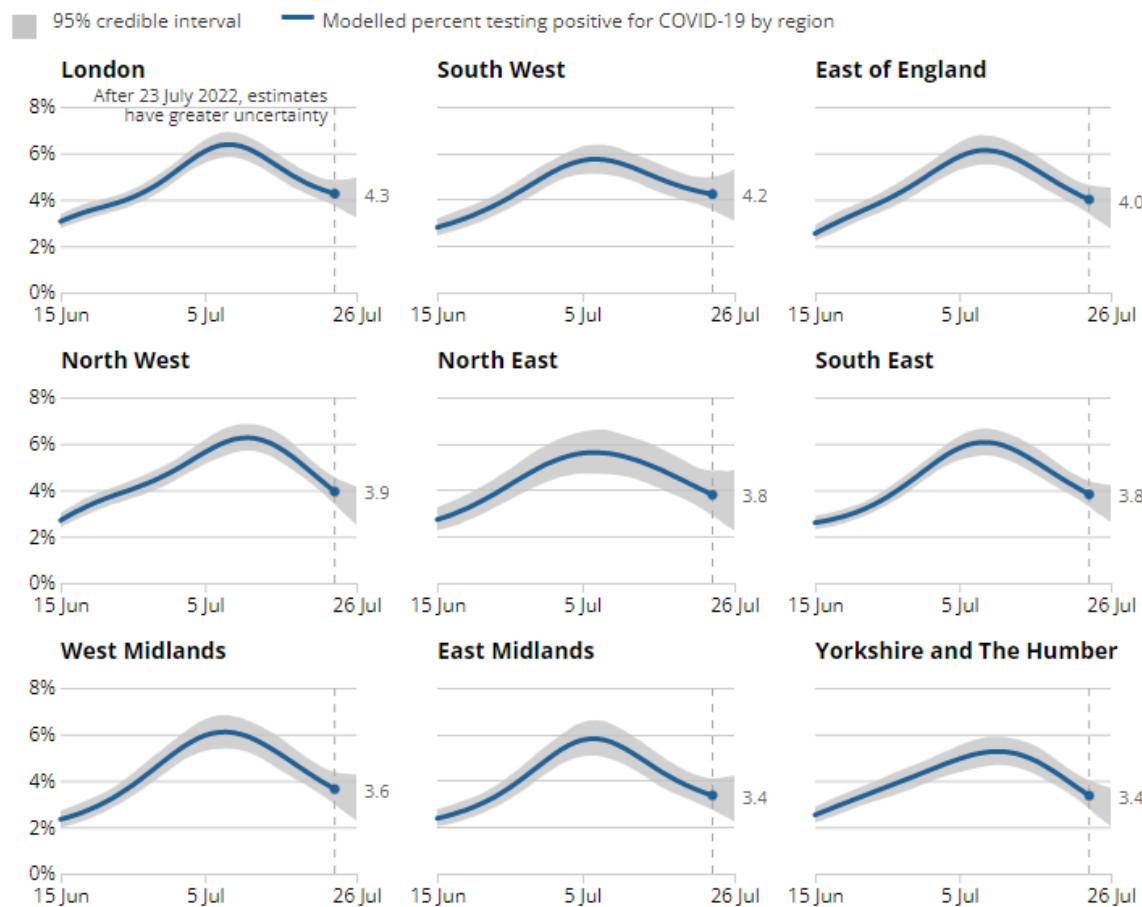 95% credible interval Modelled percent testing positive for COVID-19 by region
London South West East of England
After 23 July 2022, estimates
have greater uncertainty
8%
6%
4%
2%
0%
4.3 4.2 4.0
15 Jun 5 Jul 26 Jul 15 Jun 5 Jul 26 Jul 15 Jun 5 Jul 26 Jul
North West North East South East
8%
6%
4%
2%
0%
3.9 3.8 3.8
15 Jun 5 Jul 26 Jul 15 Jun 5 Jul 26 Jul 15 Jun 5 Jul 26 Jul
West Midlands East Midlands Yorkshire and The Humber
8%
6%
4%
2%
0%
3.6 3.4 3.4
15 Jun 5 Jul 26 Jul 15 Jun 5 Jul 26 Jul 15 Jun 5 Jul 26 Jul